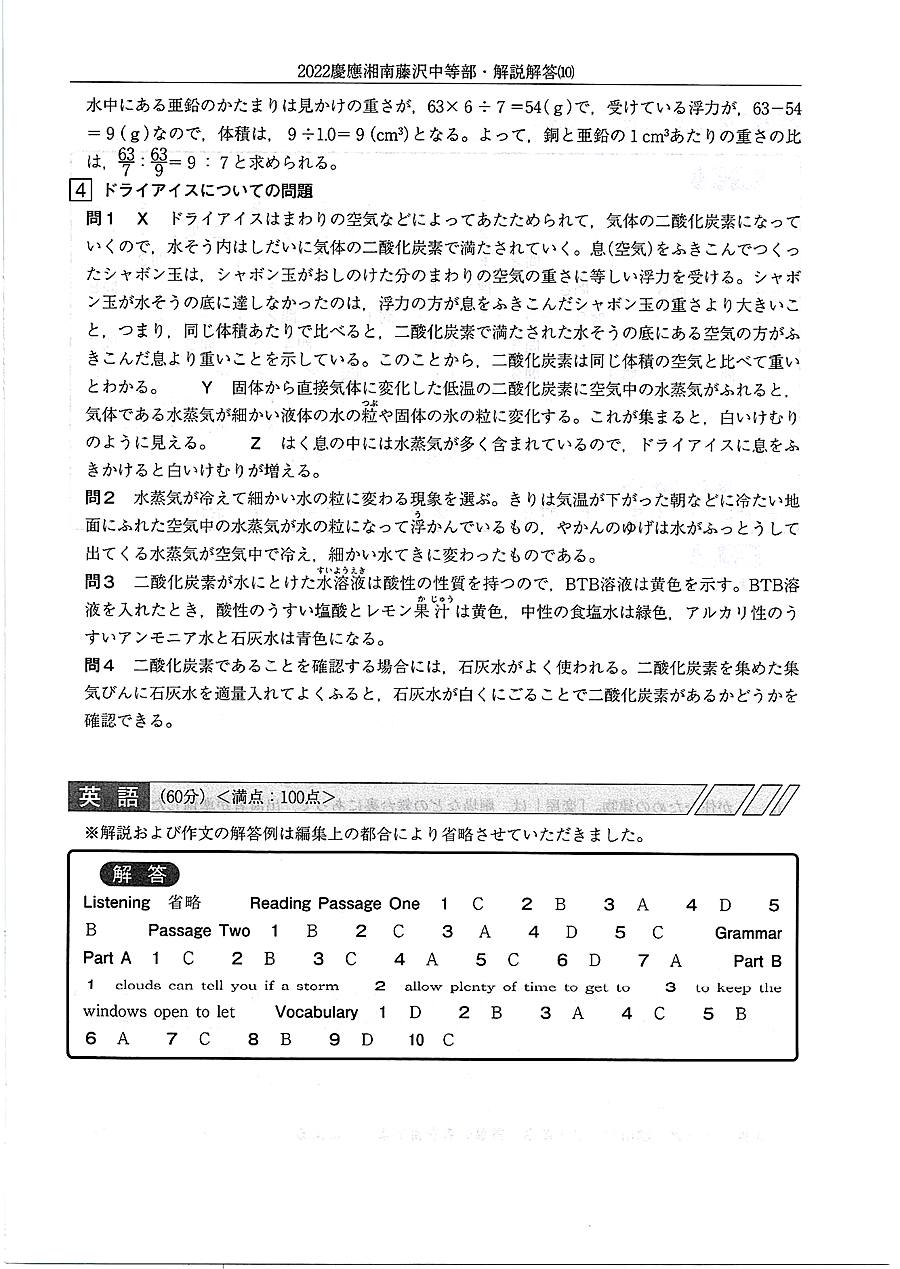 2022慶應湘南藤沢中等部・解説解答(10)
水中にある亜鉛のかたまりは見かけの重さが，63×6÷7＝54(g)で，受けている浮力が，63－54
＝9(g)なので，体積は，9÷1.0＝9(cm³)となる。よって，銅と亜鉛の1cm³あたりの重さの比
は，63/7：63/9＝9：7と求められる。
4 ドライアイスについての問題
問1 X ドライアイスはまわりの空気などによってあたためられて，気体の二酸化炭素になって
いくので，水そう内はしだいに気体の二酸化炭素で満たされていく。息(空気)をふきこんでつくっ
たシャボン玉は，シャボン玉がおしのけた分のまわりの空気の重さに等しい浮力を受ける。シャボ
ン玉が水そうの底に達しなかったのは，浮力の方が息をふきこんだシャボン玉の重さより大きいこ
と，つまり，同じ体積あたりで比べると，二酸化炭素で満たされた水そうの底にある空気の方がふ
きこんだ息より重いことを示している。このことから，二酸化炭素は同じ体積の空気と比べて重い
とわかる。 Y 固体から直接気体に変化した低温の二酸化炭素に空気中の水蒸気がふれると，
気体である水蒸気が細かい液体の水の粒や固体の氷の粒に変化する。これが集まると，白いけむり
のように見える。 Z はく息の中には水蒸気が多く含まれているので，ドライアイスに息をふ
きかけると白いけむりが増える。
問2 水蒸気が冷えて細かい水の粒に変わる現象を選ぶ。きりは気温が下がった朝などに冷たい地
面にふれた空気中の水蒸気が水の粒になって浮かんでいるもの，やかんのゆげは水がふっとうして
出てくる水蒸気が空気中で冷え，細かい水てきに変わったものである。
問3 二酸化炭素が水にとけた水溶液は酸性の性質を持つので，BTB溶液は黄色を示す。BTB溶
液を入れたとき，酸性のうすい塩酸とレモン果汁は黄色，中性の食塩水は緑色，アルカリ性のう
すいアンモニア水と石灰水は青色になる。
問4 二酸化炭素であることを確認する場合には，石灰水がよく使われる。二酸化炭素を集めた集
気びんに石灰水を適量入れてよくふると，石灰水が白くにごることで二酸化炭素があるかどうかを
確認できる。
英語 (60分) ＜満点：100点＞
※解説および作文の解答例は編集上の都合により省略させていただきました。
解答
Listening 省略 Reading Passage One 1 C 2 B 3 A 4 D 5
B Passage Two 1 B 2 C 3 A 4 D 5 C Grammar
Part A 1 C 2 B 3 C 4 A 5 C 6 D 7 A Part B
1 clouds can tell you if a storm 2 allow plenty of time to get to 3 to keep the
windows open to let Vocabulary 1 D 2 B 3 A 4 C 5 B
6 A 7 C 8 B 9 D 10 C